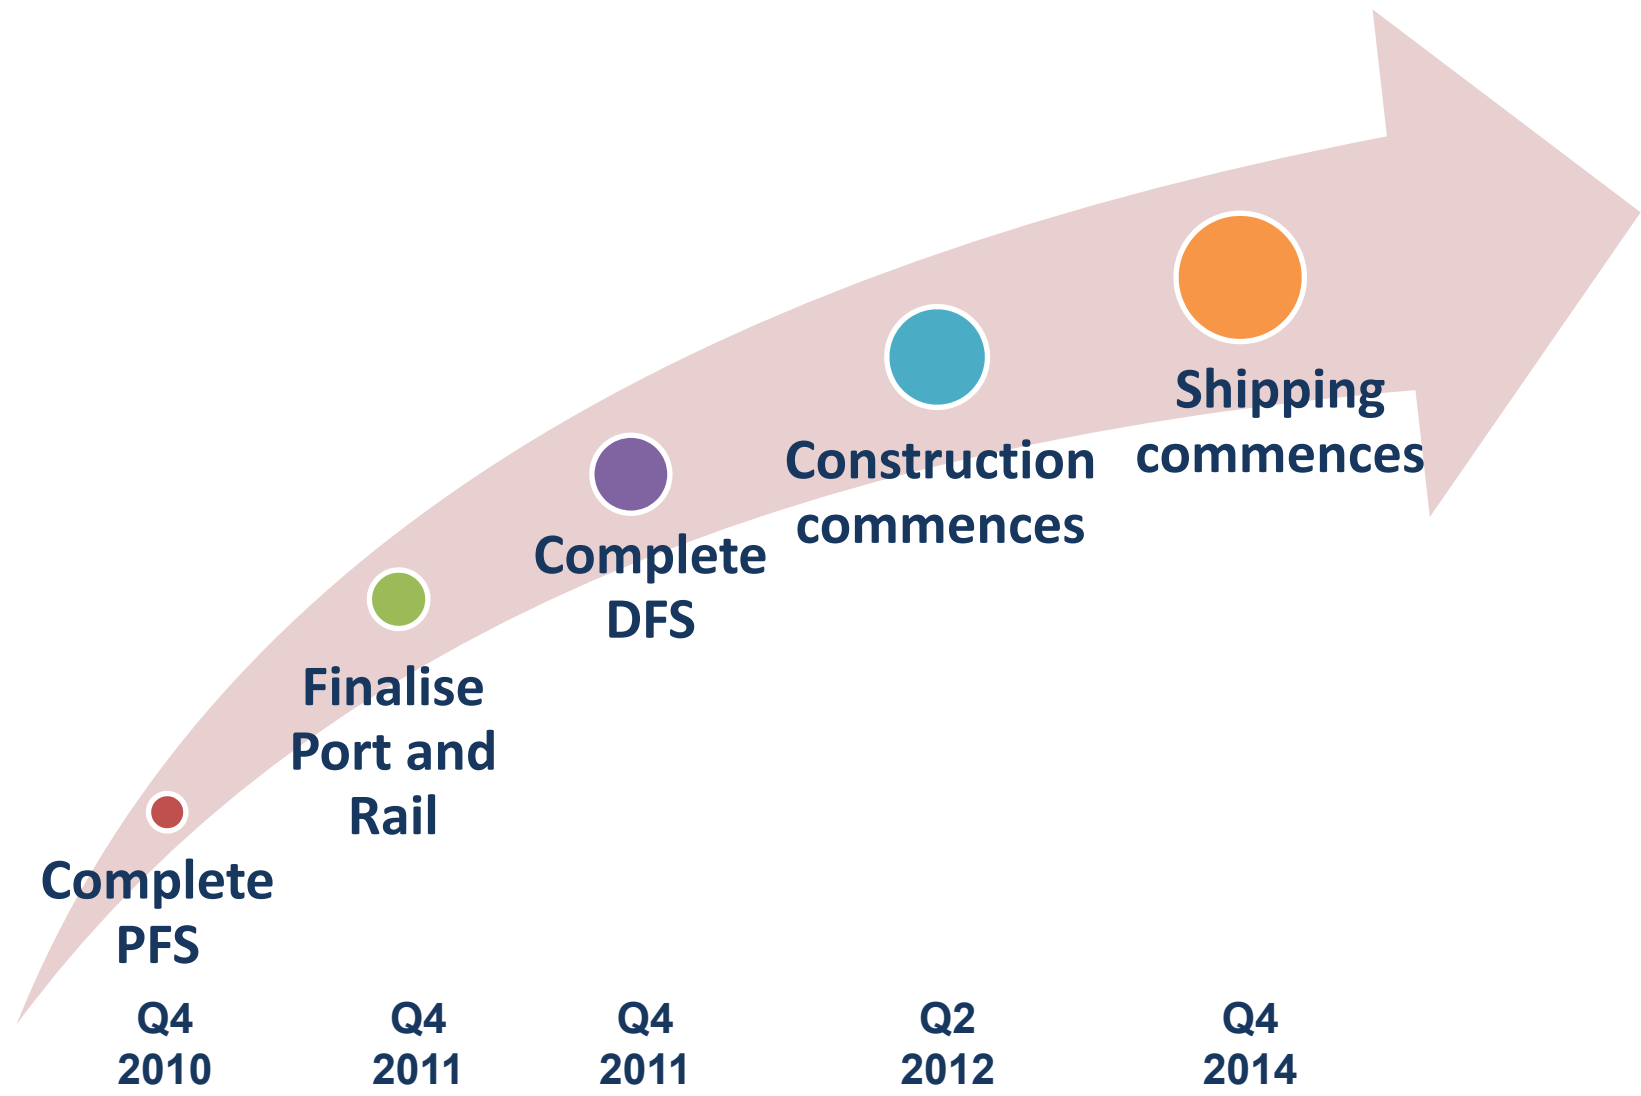 Complete
PFS
Finalise
Port and
Rail
Complete
DFS
Construction
commences
Shipping
commences
Q4
2010
Q4
2011
Q4
2011
Q2
2012
Q4
2014